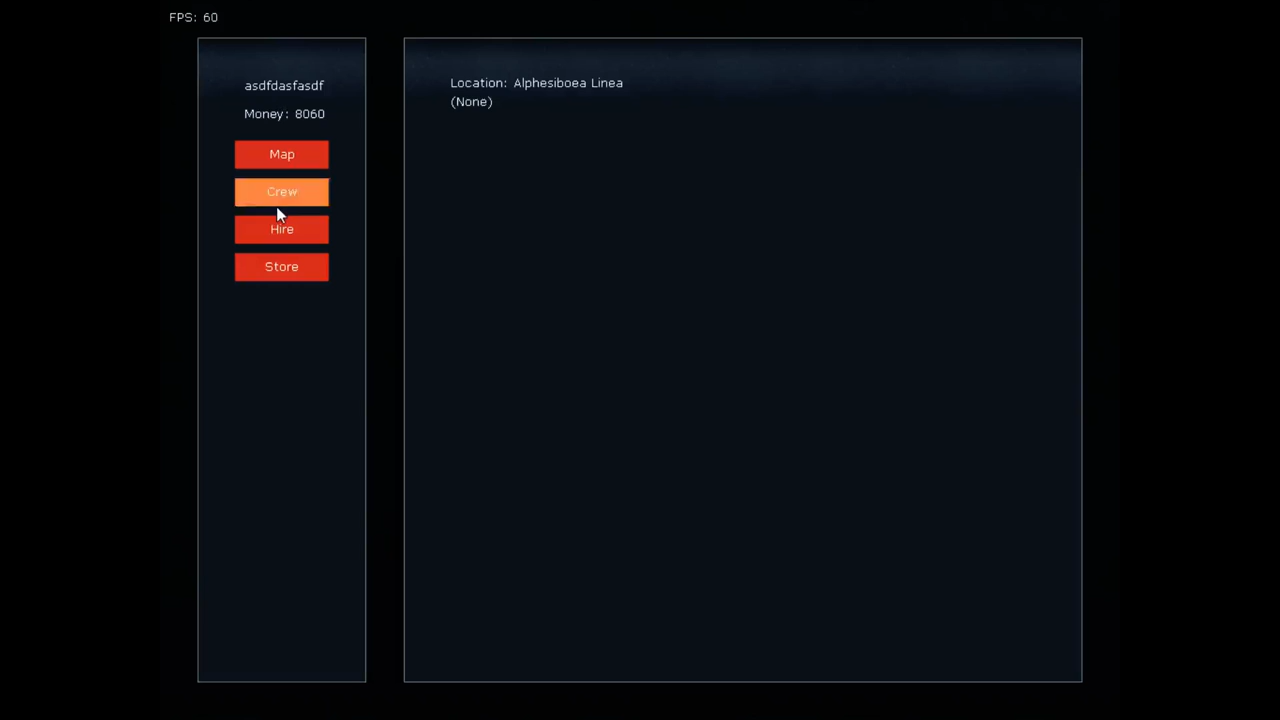 FPS: 60
asdfdasfasdf
Money: 8060
Map
Crew
Hire
Store
Location: Alphesiboea Linea
(None)